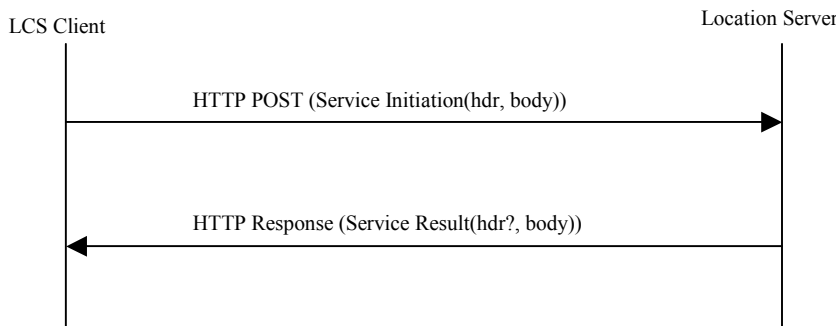 LCS Client
Location Server
HTTP POST (Service Initiation(hdr, body))
HTTP Response (Service Result(hdr?, body))